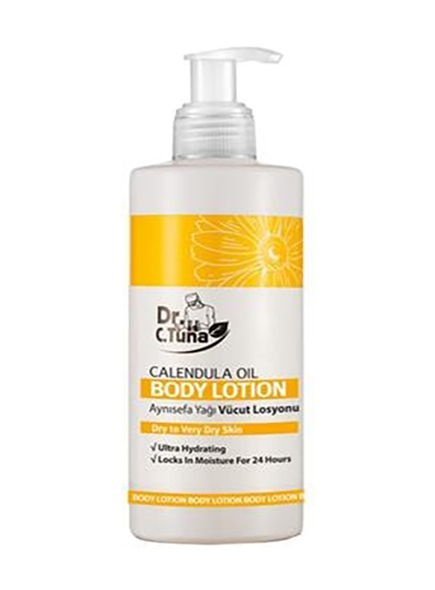 Dr.
C.Tuna
CALENDULA OIL
BODY LOTION
Aynısefa Yağı Vücut Losyonu
Dry to Very Dry Skin
√ Ultra Hydrating
√ Locks In Moisture For 24 Hours
BODY LOTION BODY LOTION BODY LOTION B